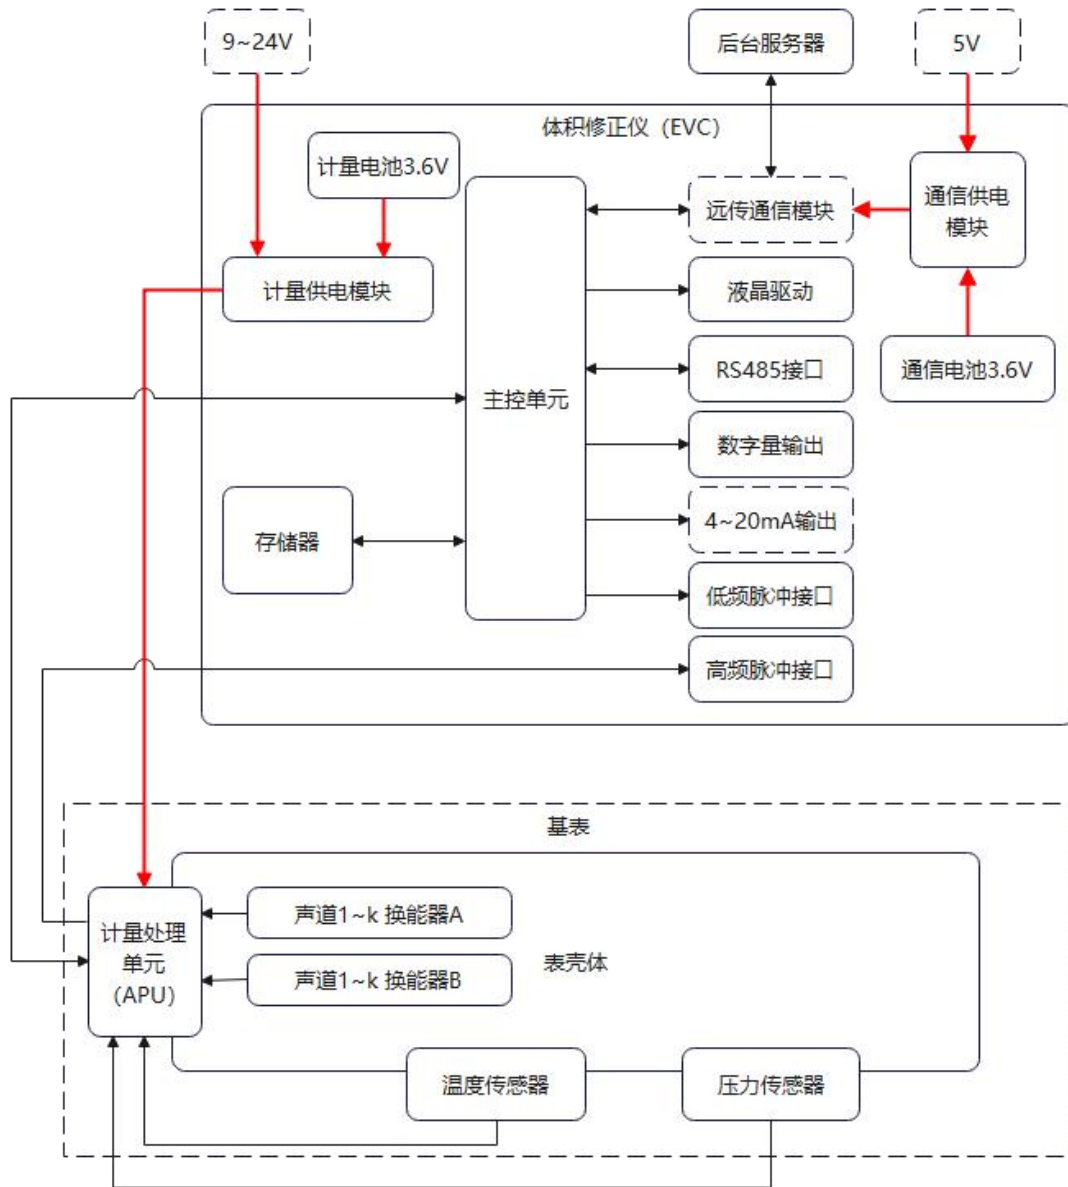 9~24V
后台服务器
5V
体积修正仪（EVC）
计量电池3.6V
远传通信模块
通信供电
模块
计量供电模块
液晶驱动
RS485接口
通信电池3.6V
主控单元
数字量输出
4~20mA输出
存储器
低频脉冲接口
高频脉冲接口
基表
计量处理
单元
（APU）
声道1~k 换能器A
表壳体
声道1~k 换能器B
温度传感器
压力传感器